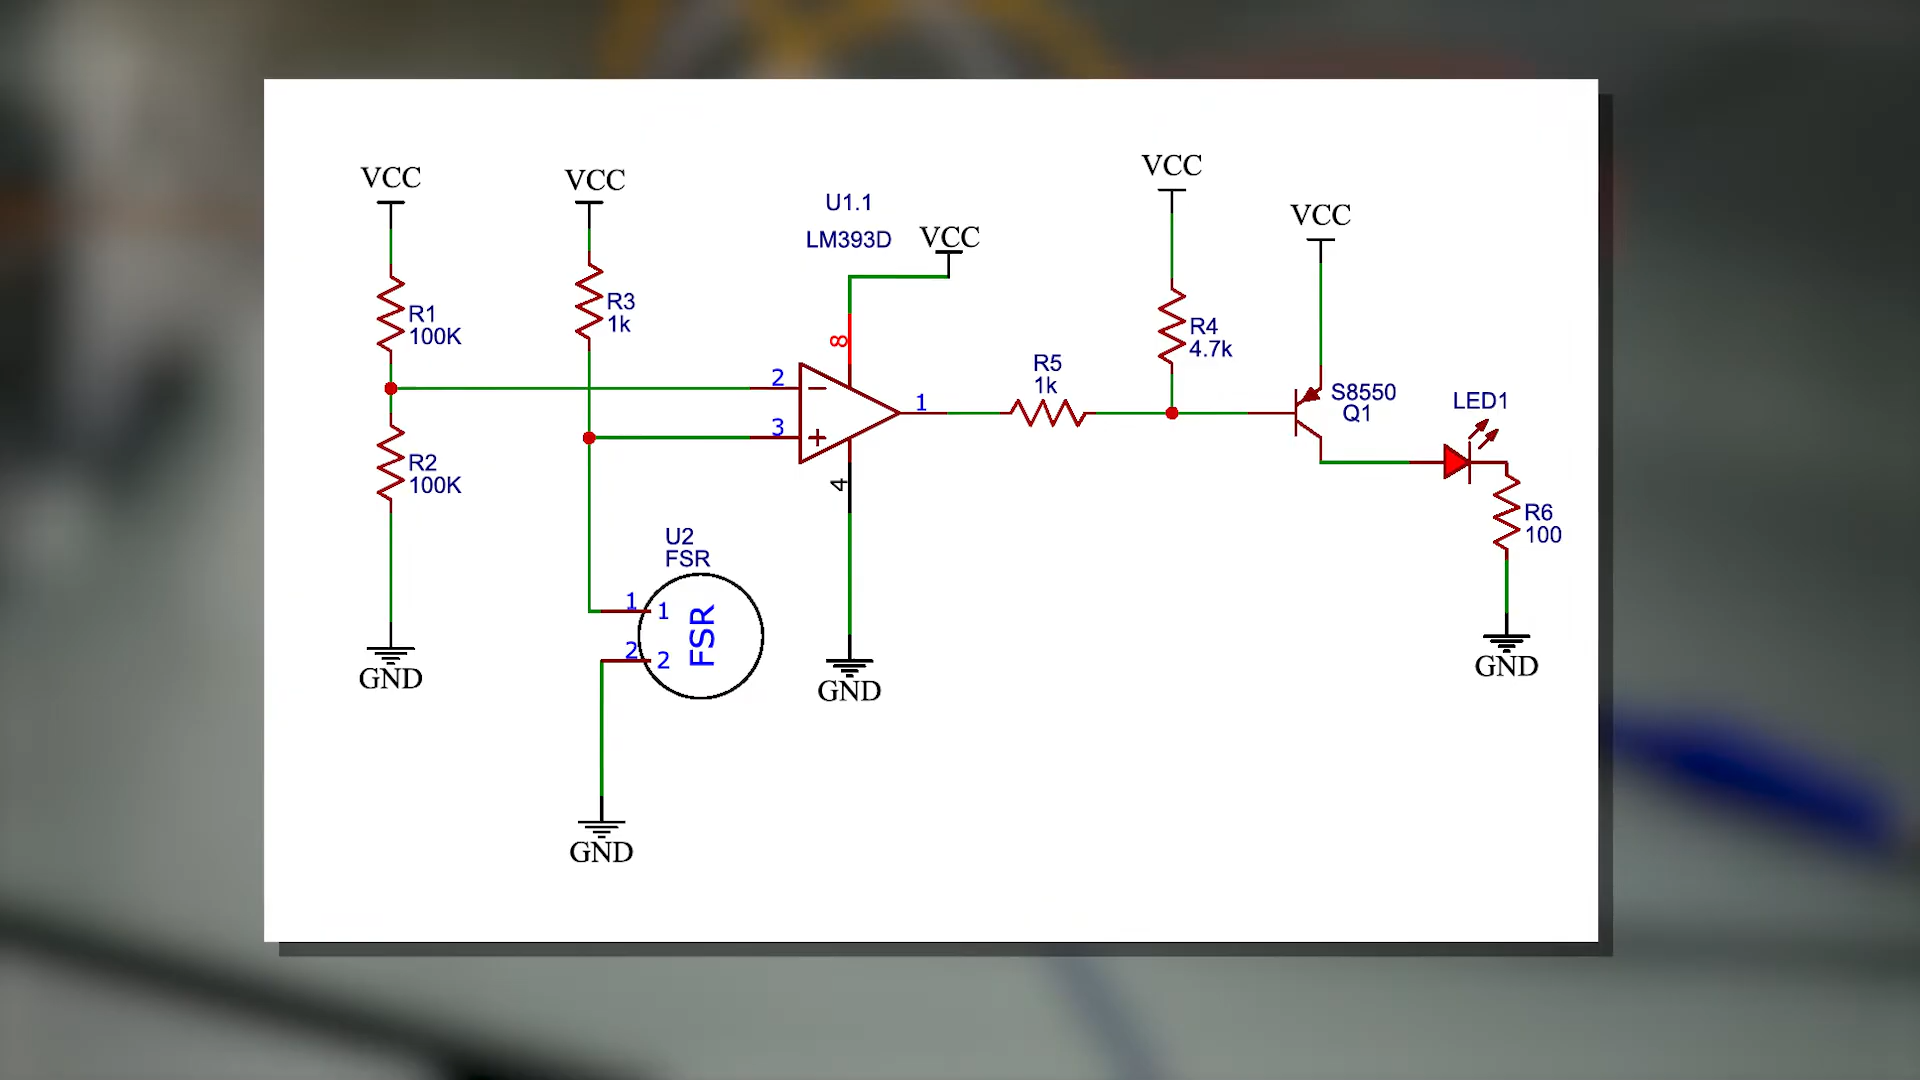 VCC
R1
100K
R2
100K
GND
VCC
R3
1k
U2
FSR
1
1
2
2
FSR
GND
U1.1
LM393D
VCC
8
2
3
1
4
GND
R5
1k
VCC
R4
4.7k
VCC
S8550
Q1
LED1
R6
100
GND